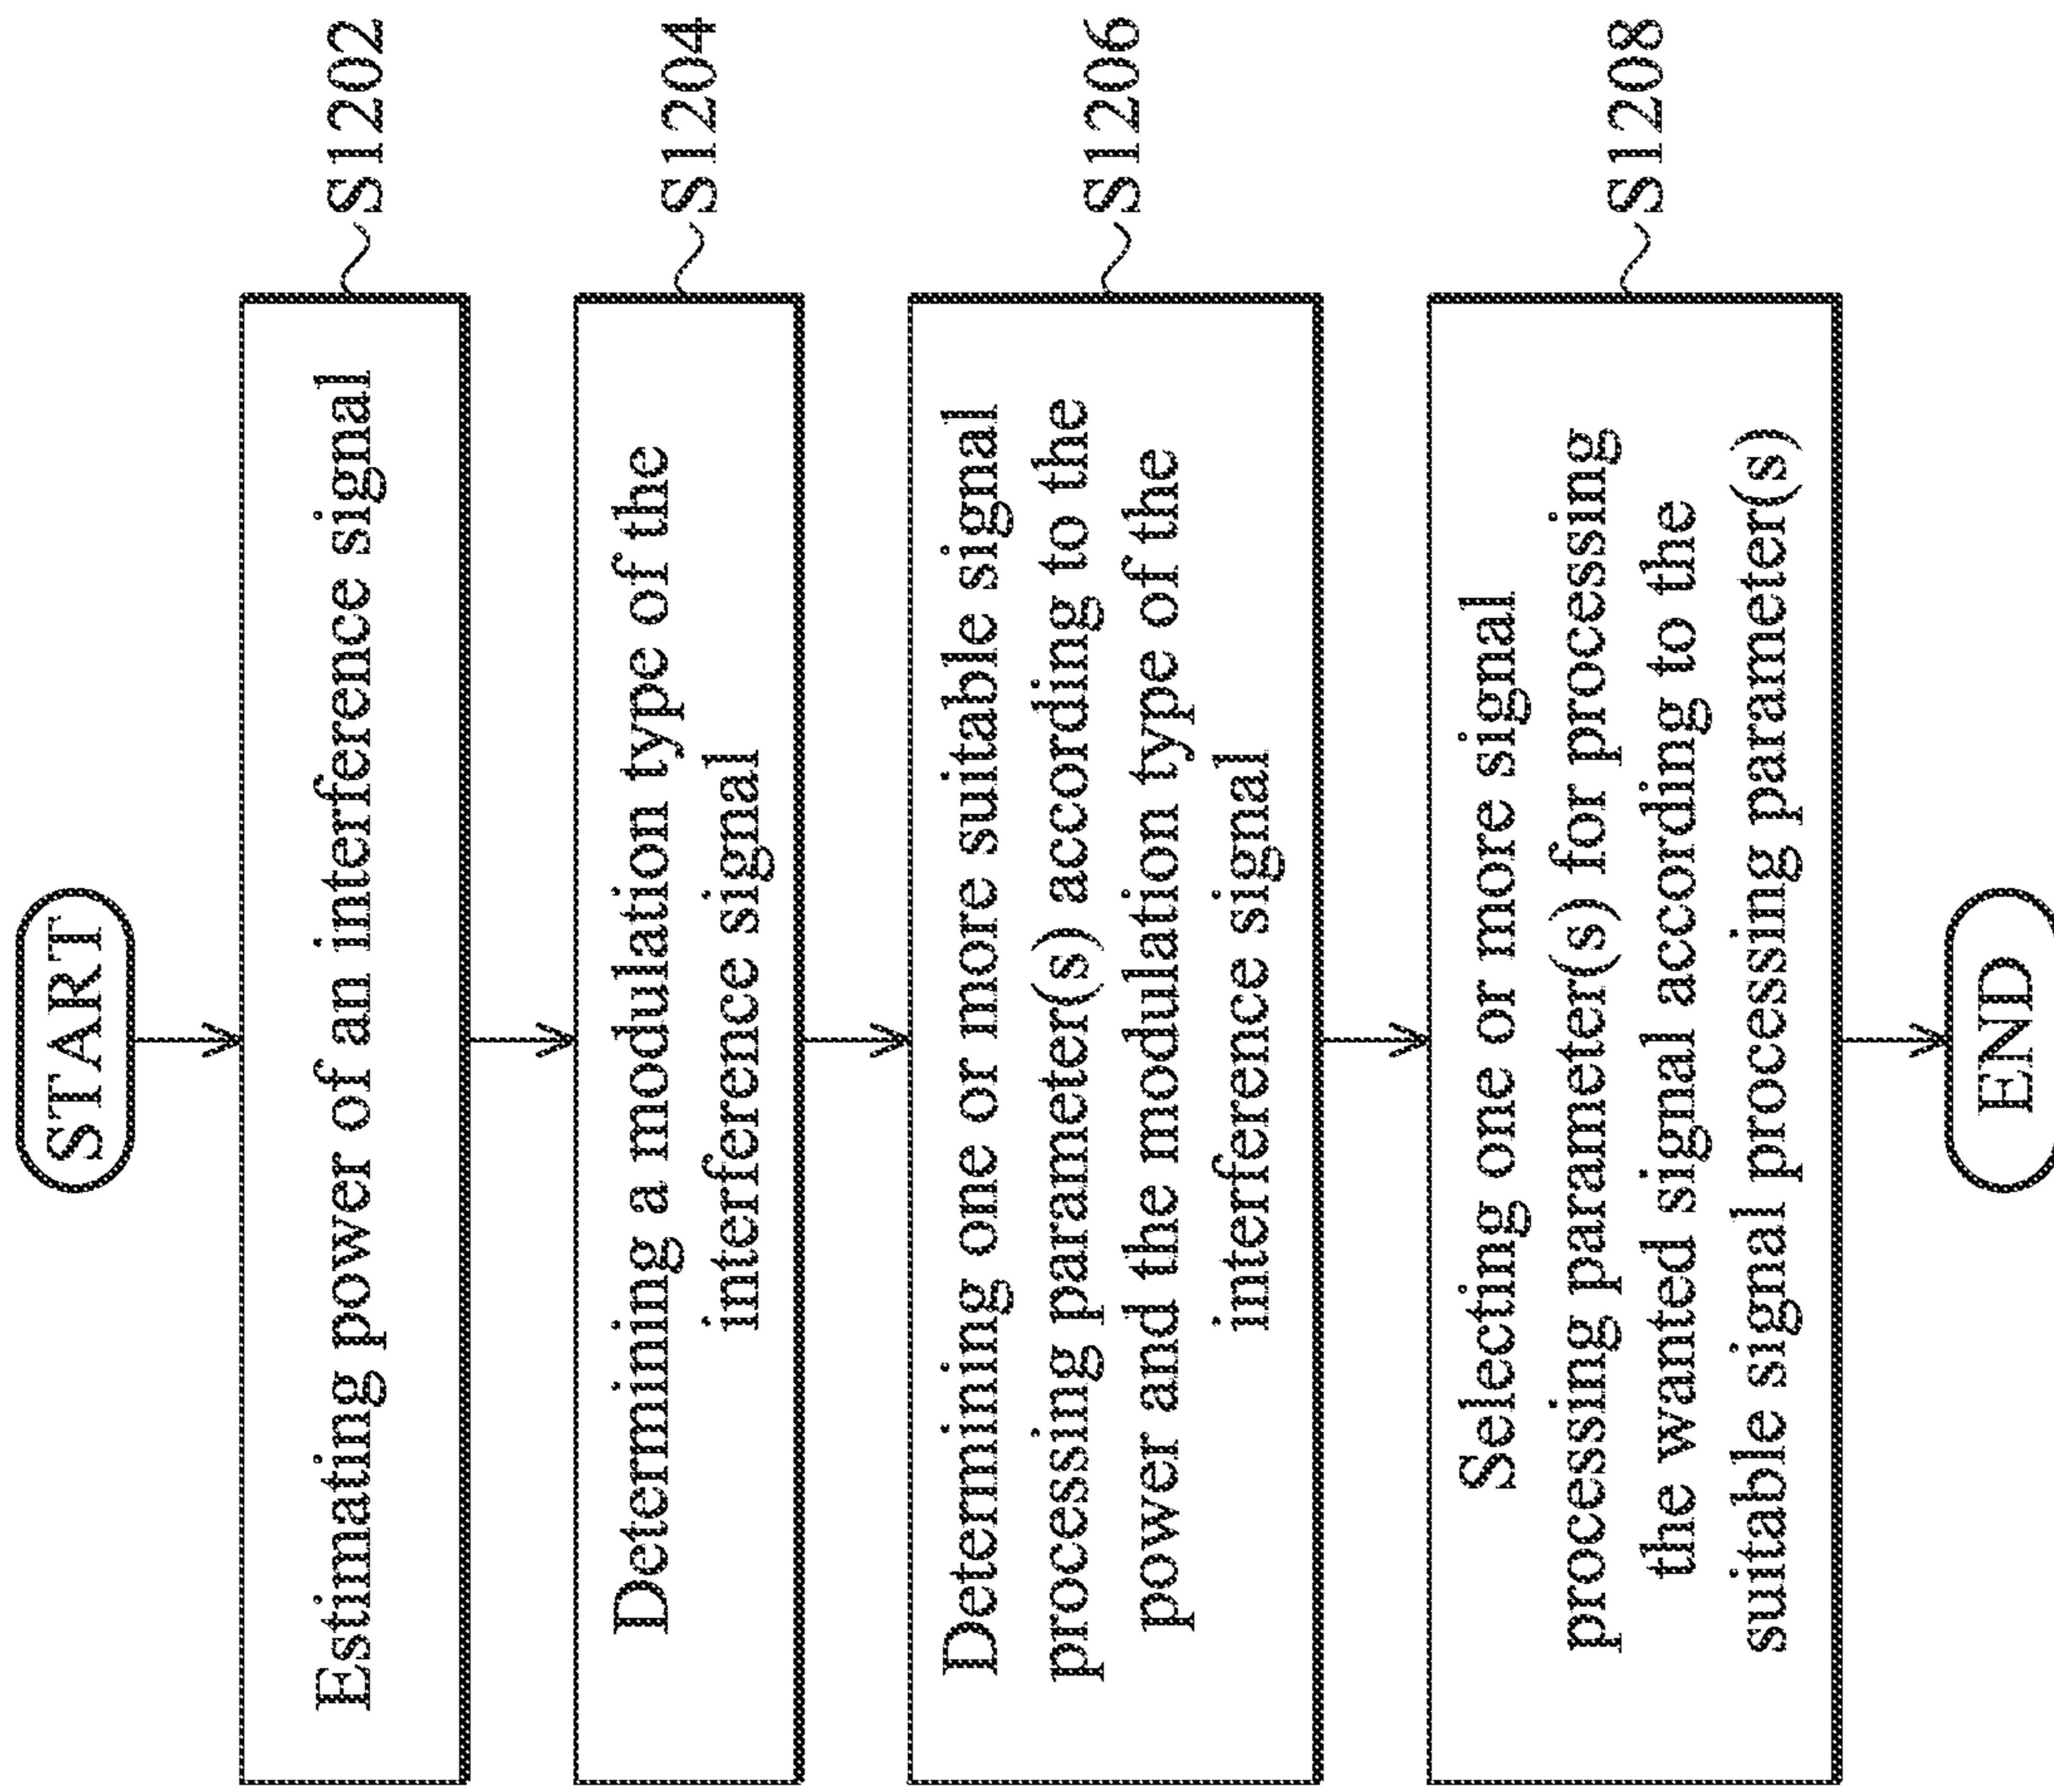 START
Estimating power of an interference signal
S1202
Determining a modulation type of the
interference signal
S1204
Determining one or more suitable signal
processing parameter(s) according to the
power and the modulation type of the
interference signal
S1206
Selecting one or more signal
processing parameter(s) for processing
the wanted signal according to the
suitable signal processing parameter(s)
S1208
END